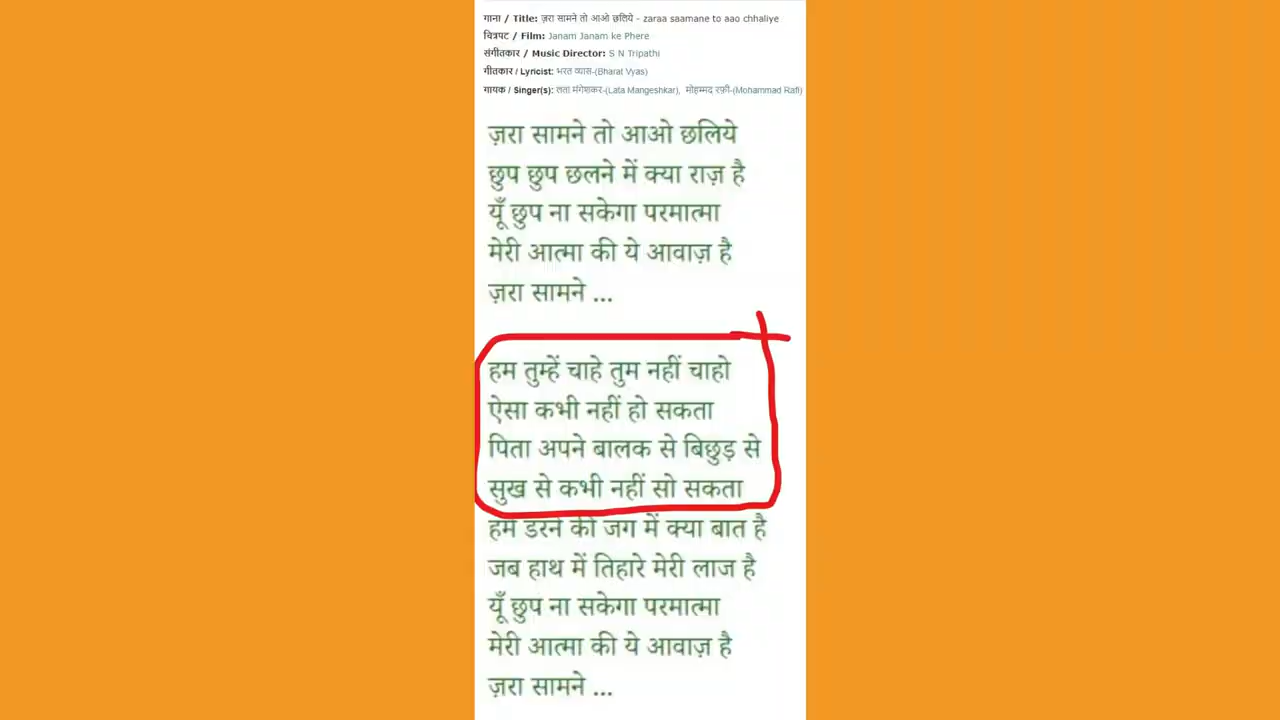 गाना / Title: ज़रा सामने तो आओ छलिये - zaraa saamane to aao chhaliye
चित्रपट / Film: Janam Janam ke Phere
संगीतकार / Music Director: S N Tripathi
गीतकार / Lyricist: भरत व्यास-(Bharat Vyas)
गायक / Singer(s): लता मंगेशकर-(Lata Mangeshkar), मोहम्मद रफ़ी-(Mohammad Rafi)
ज़रा सामने तो आओ छलिये
छुप छुप छलने में क्या राज़ है
यूँ छुप ना सकेगा परमात्मा
मेरी आत्मा की ये आवाज़ है
ज़रा सामने ...
हम तुम्हें चाहे तुम नहीं चाहो
ऐसा कभी नहीं हो सकता
पिता अपने बालक से बिछुड़ से
सुख से कभी नहीं सो सकता
हमें डरने की जग में क्या बात है
जब हाथ में तिहारे मेरी लाज है
यूँ छुप ना सकेगा परमात्मा
मेरी आत्मा की ये आवाज़ है
ज़रा सामने ...